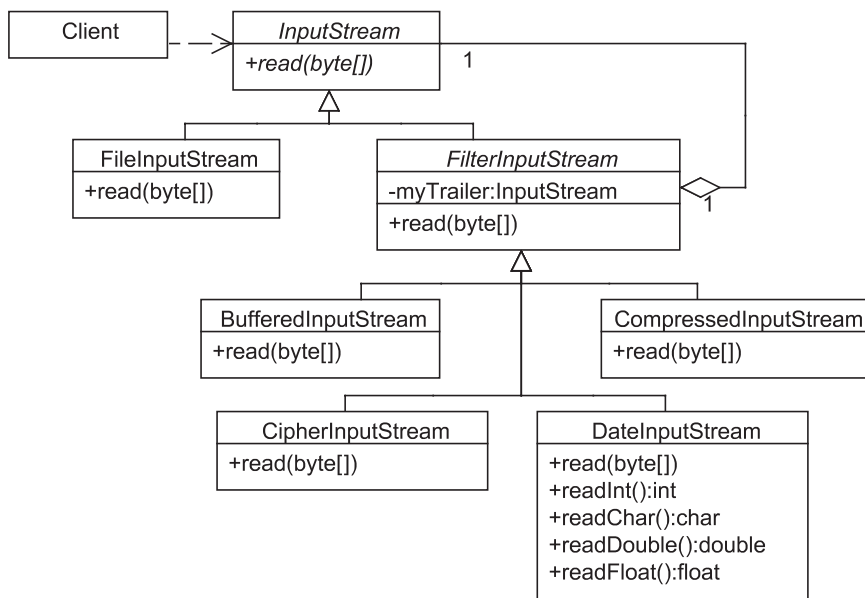 Client
InputStream
+read(byte[])
1
FileInputStream
+read(byte[])
FilterInputStream
-myTrailer:InputStream
1
+read(byte[])
BufferedInputStream
+read(byte[])
CompressedInputStream
+read(byte[])
CipherInputStream
+read(byte[])
DateInputStream
+read(byte[])
+readInt():int
+readChar():char
+readDouble():double
+readFloat():float